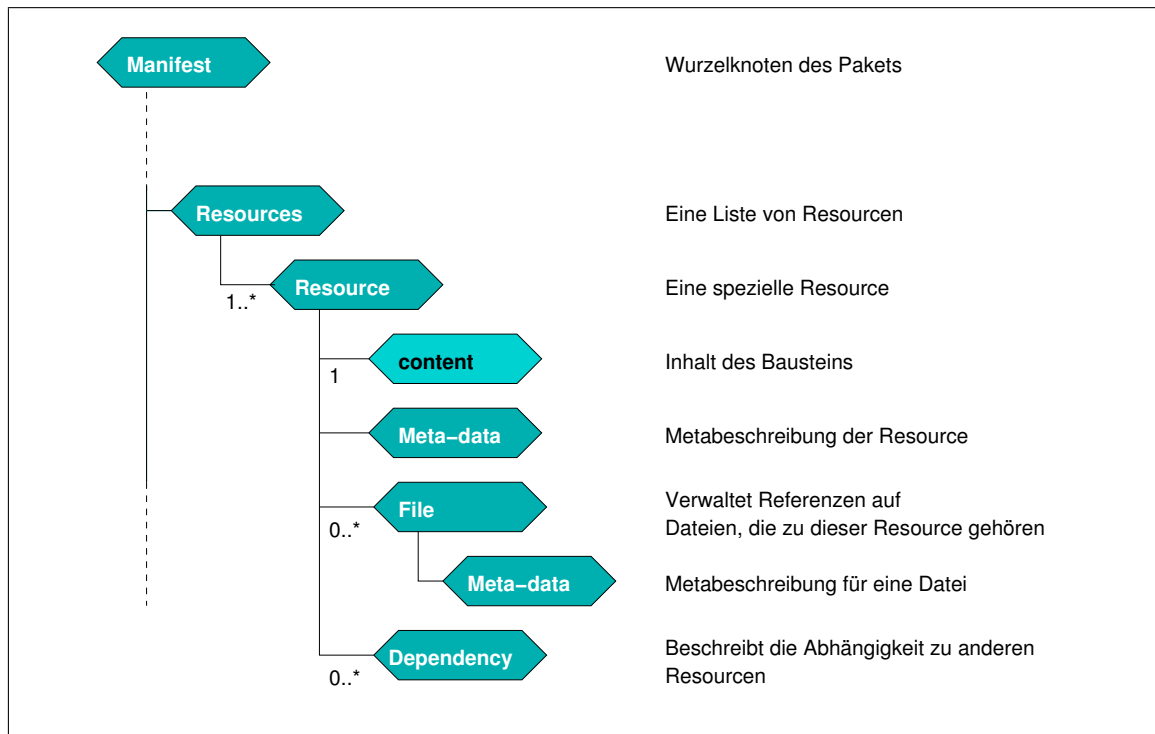 Manifest
Wurzelknoten des Pakets
Resources
Eine Liste von Resourcen
1..*
Resource
Eine spezielle Resource
1
content
Inhalt des Bausteins
Meta−data
Metabeschreibung der Resource
0..*
File
Verwaltet Referenzen auf
Dateien, die zu dieser Resource gehören
Meta−data
Metabeschreibung für eine Datei
0..*
Dependency
Beschreibt die Abhängigkeit zu anderen
Resourcen